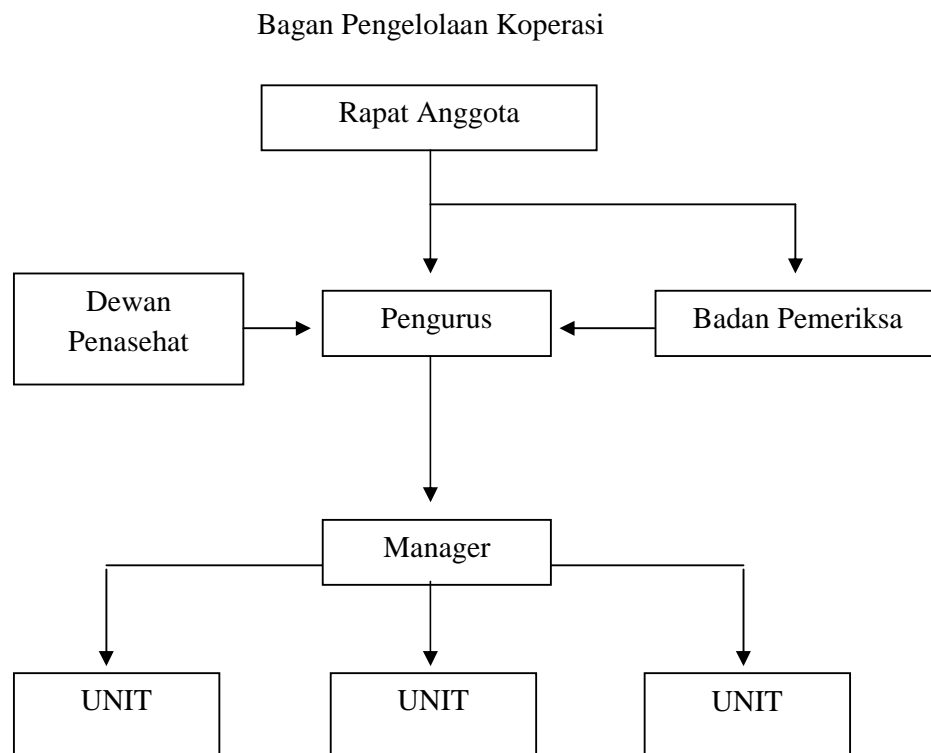 Bagan Pengelolaan Koperasi
Rapat Anggota
Dewan
Penasehat
Pengurus
Badan Pemeriksa
Manager
UNIT
UNIT
UNIT